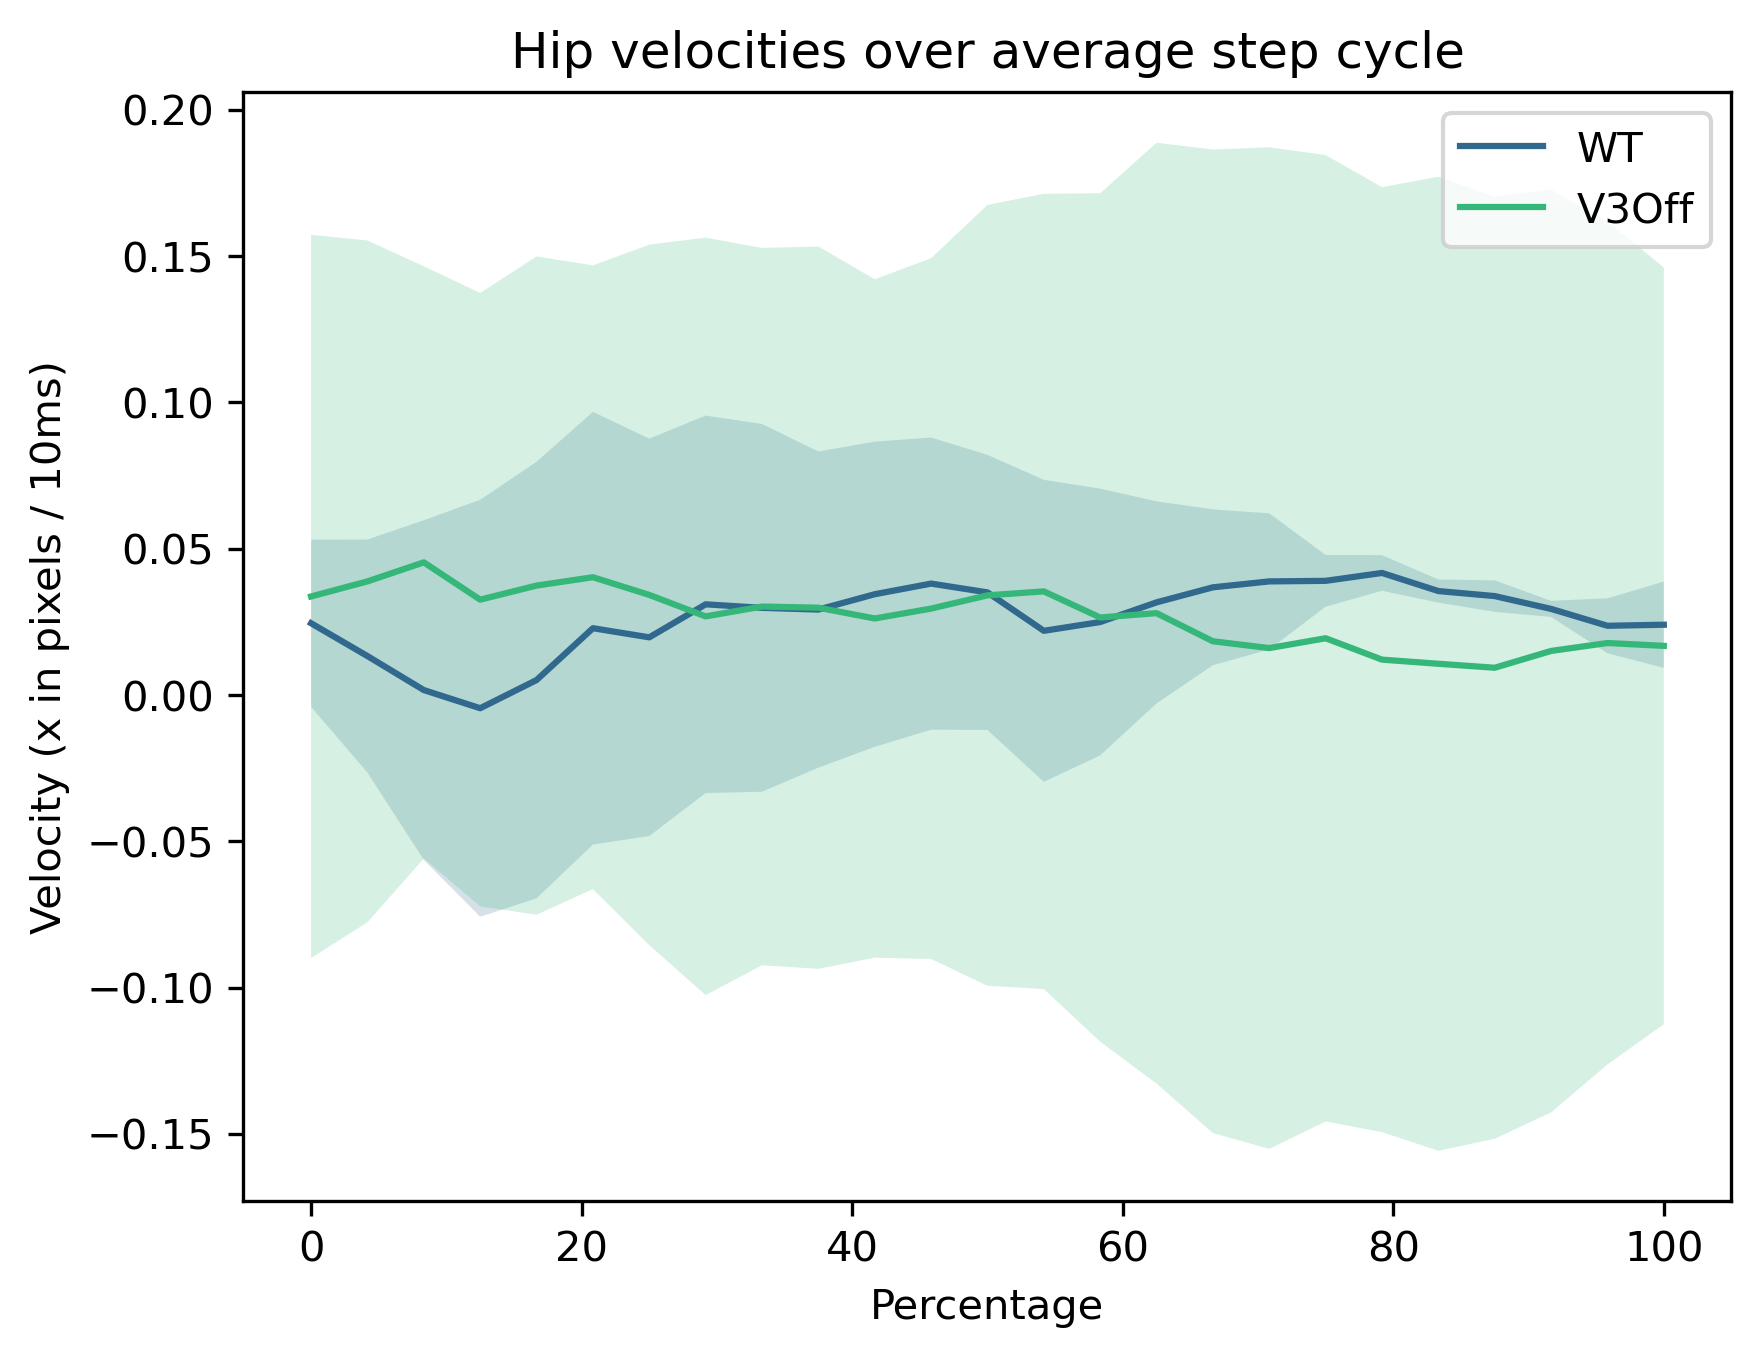 Hip velocities over average step cycle
WT
V3Off
0.20
0.15
0.10
0.05
0.00
−0.05
−0.10
−0.15
Velocity (x in pixels / 10ms)
0 20 40 60 80 100
Percentage